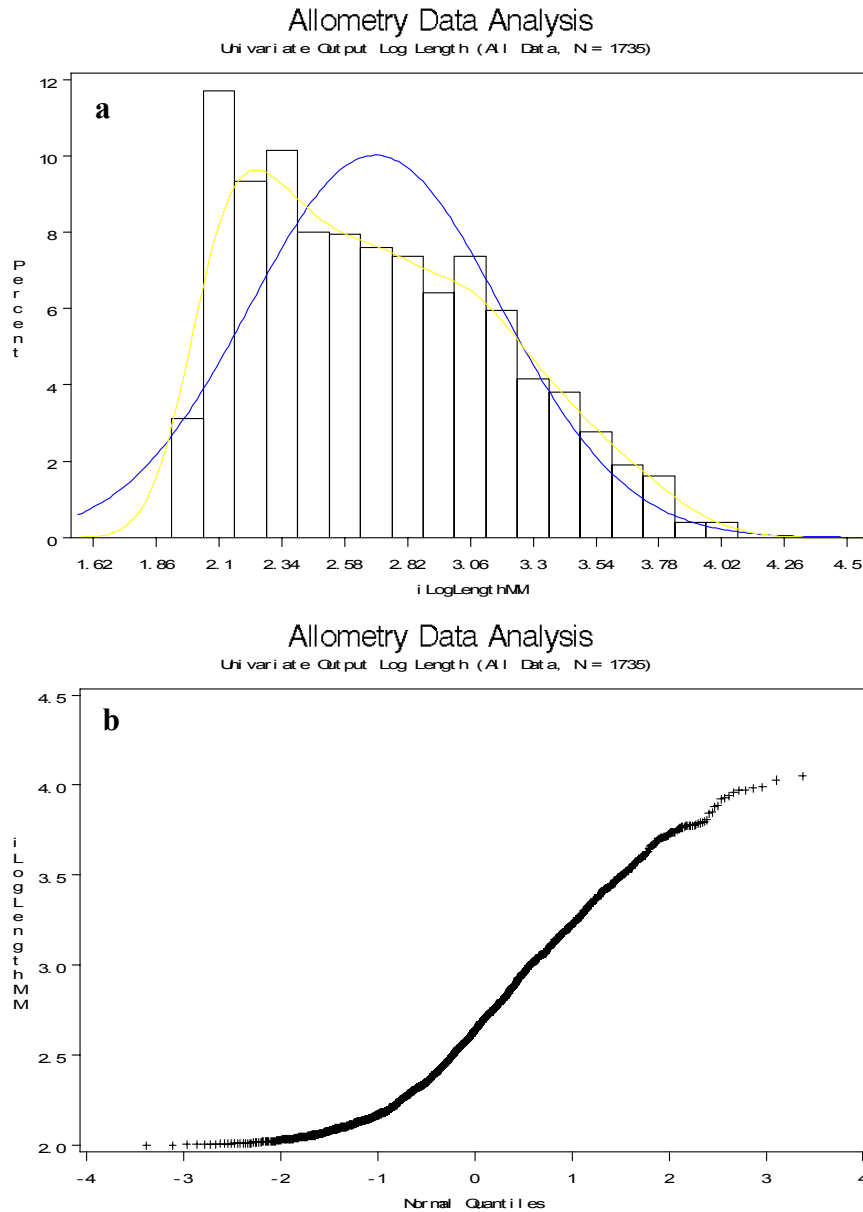 Allometry Data Analysis
Univariate Output Log Length (All Data, N = 1735)
a
12
10
8
6
4
2
0
Percent
1.62 1.86 2.1 2.34 2.58 2.82 3.06 3.3 3.54 3.78 4.02 4.26 4.5
iLogLengthMM
Allometry Data Analysis
Univariate Output Log Length (All Data, N = 1735)
b
4.5
4.0
3.5
3.0
2.5
2.0
iLogLengthMM
-4 -3 -2 -1 0 1 2 3 4
Normal Quantiles